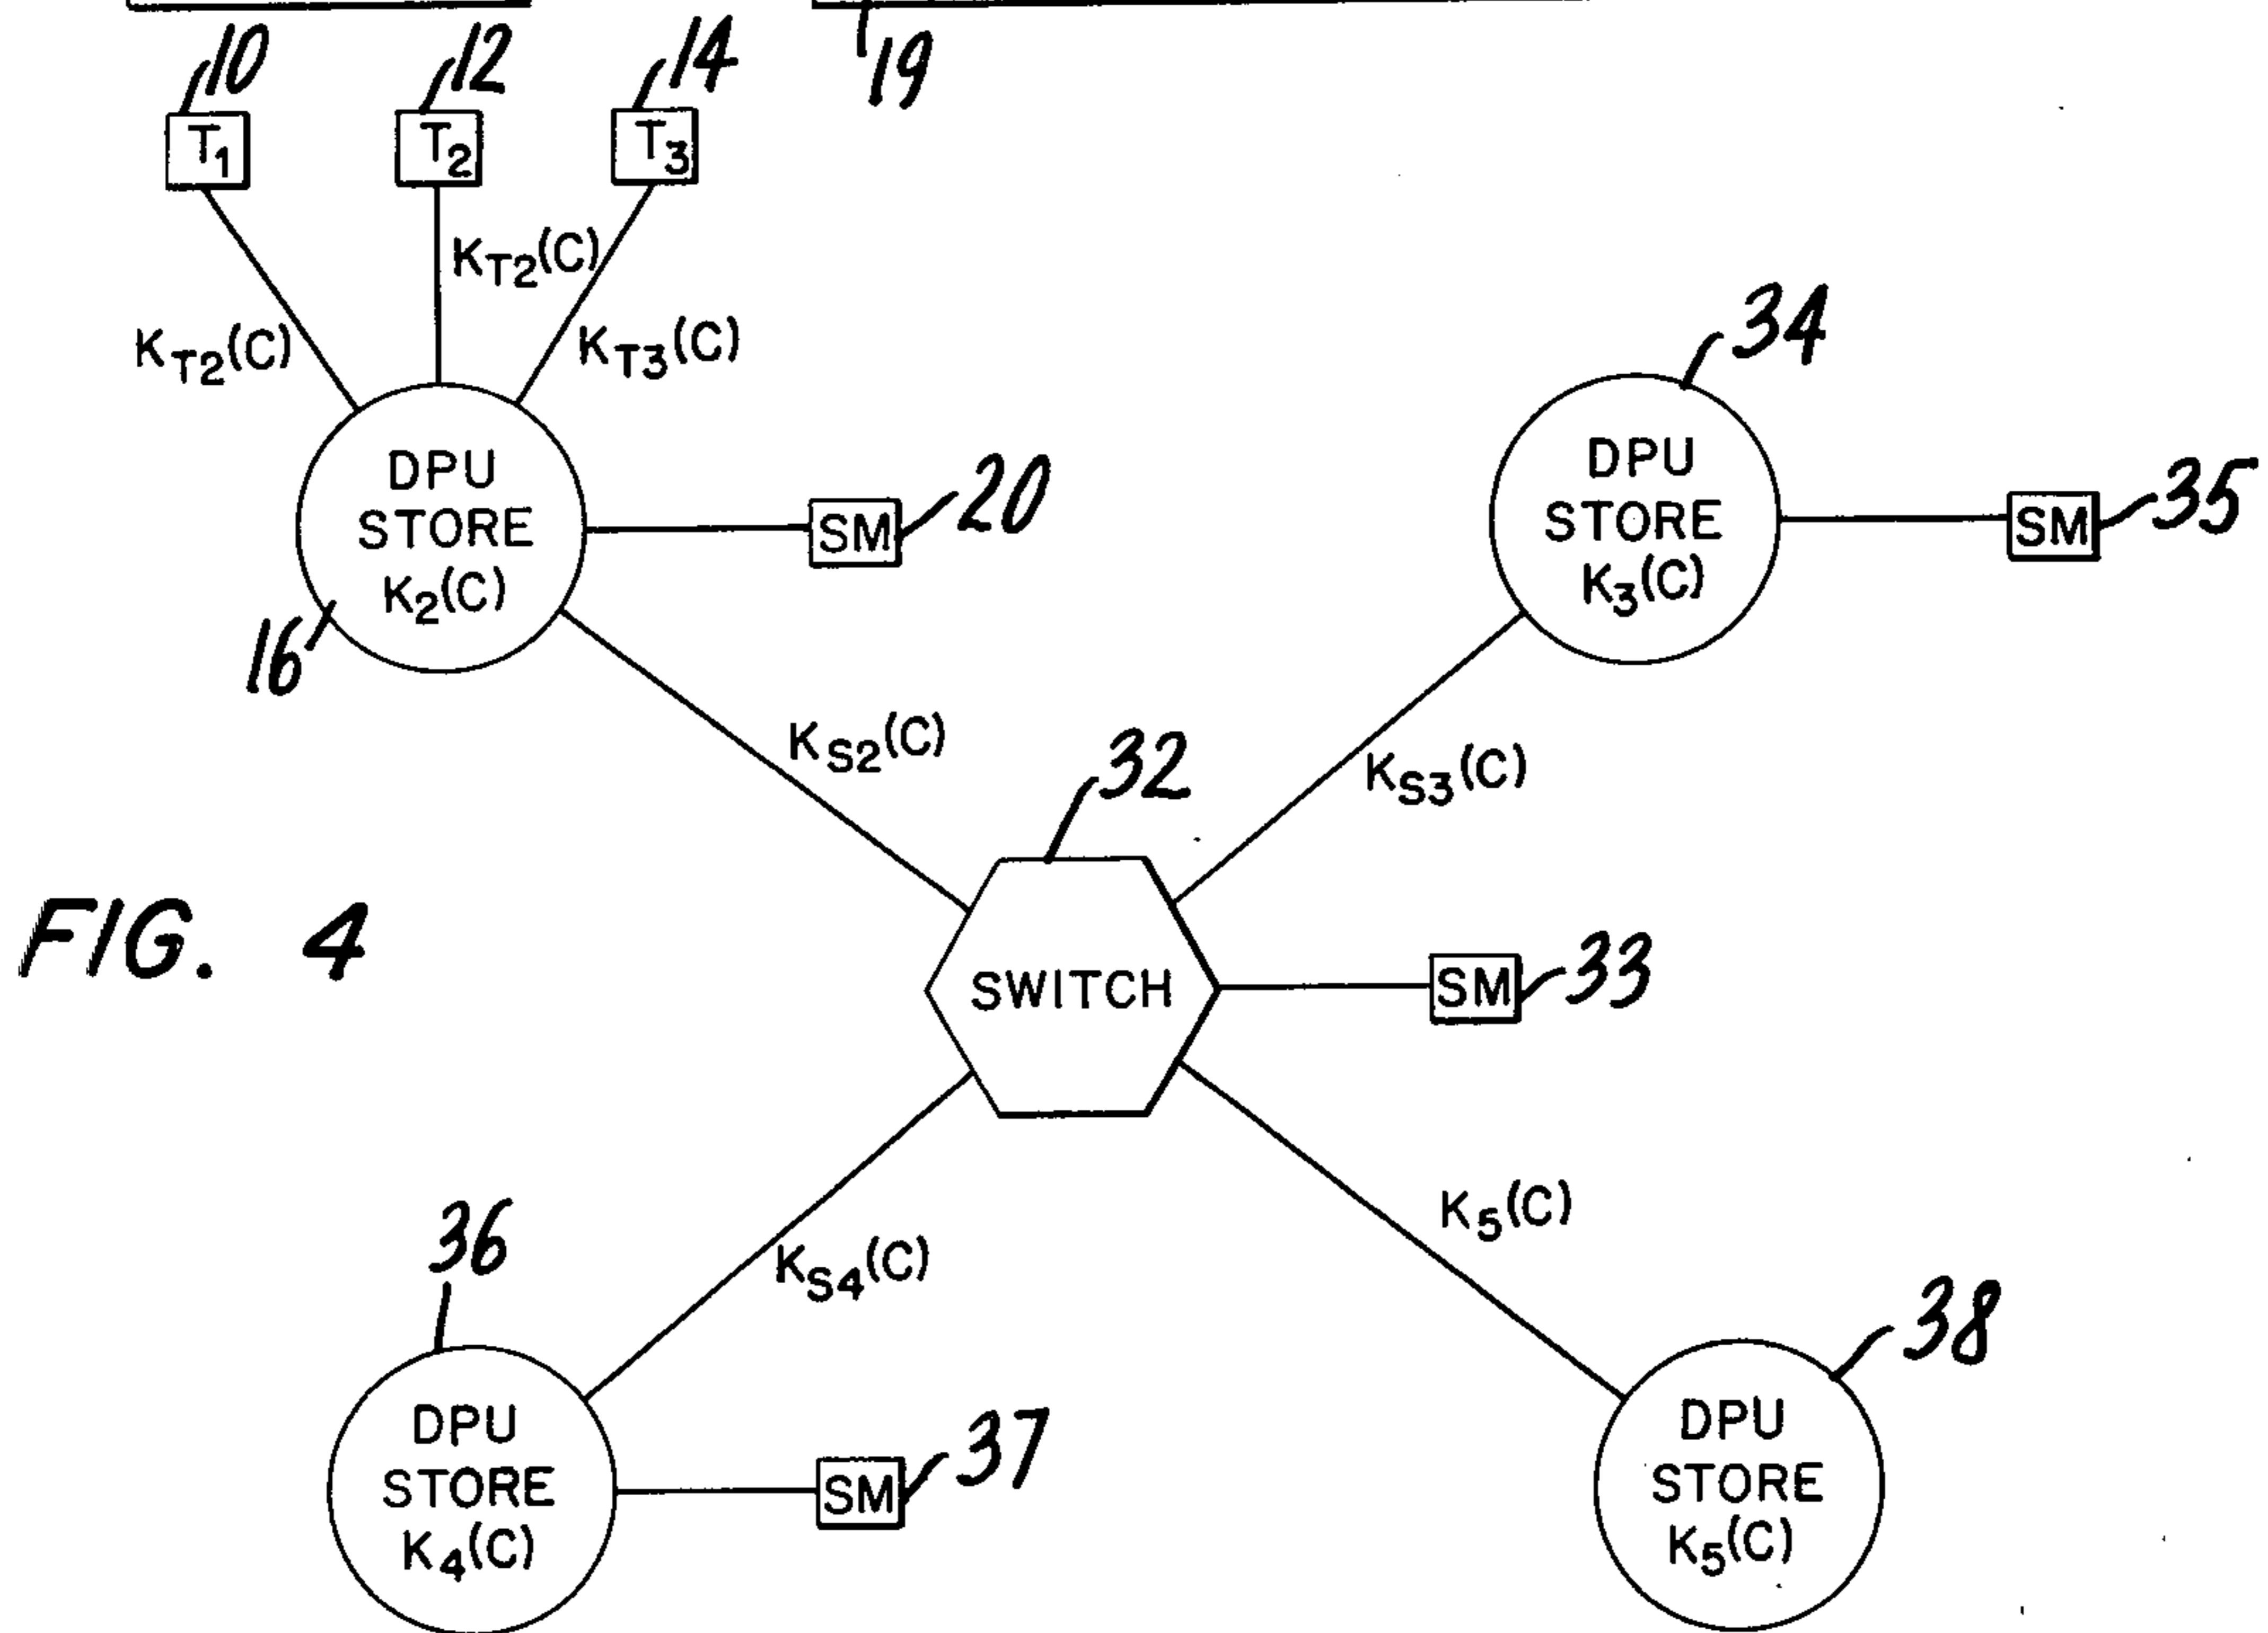 19
10
12
14
T1
T2
T3
KT2(C)
KT2(C)
KT3(C)
34
DPU
STORE
K2(C)
SM
20
16
DPU
STORE
K3(C)
SM
35
KS2(C)
32
KS3(C)
FIG. 4
SWITCH
SM
33
36
KS4(C)
K5(C)
38
DPU
STORE
K4(C)
SM
37
DPU
STORE
K5(C)